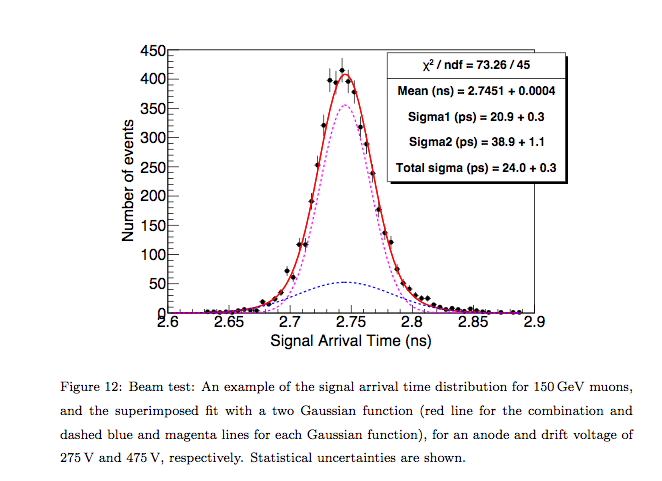 450
400
350
300
250
200
150
100
50
0
Number of events
χ² / ndf = 73.26 / 45
Mean (ns) = 2.7451 + 0.0004
Sigma1 (ps) = 20.9 + 0.3
Sigma2 (ps) = 38.9 + 1.1
Total sigma (ps) = 24.0 + 0.3
2.6 2.65 2.7 2.75 2.8 2.85 2.9
Signal Arrival Time (ns)
Figure 12: Beam test: An example of the signal arrival time distribution for 150 GeV muons,
and the superimposed fit with a two Gaussian function (red line for the combination and
dashed blue and magenta lines for each Gaussian function), for an anode and drift voltage of
275 V and 475 V, respectively. Statistical uncertainties are shown.